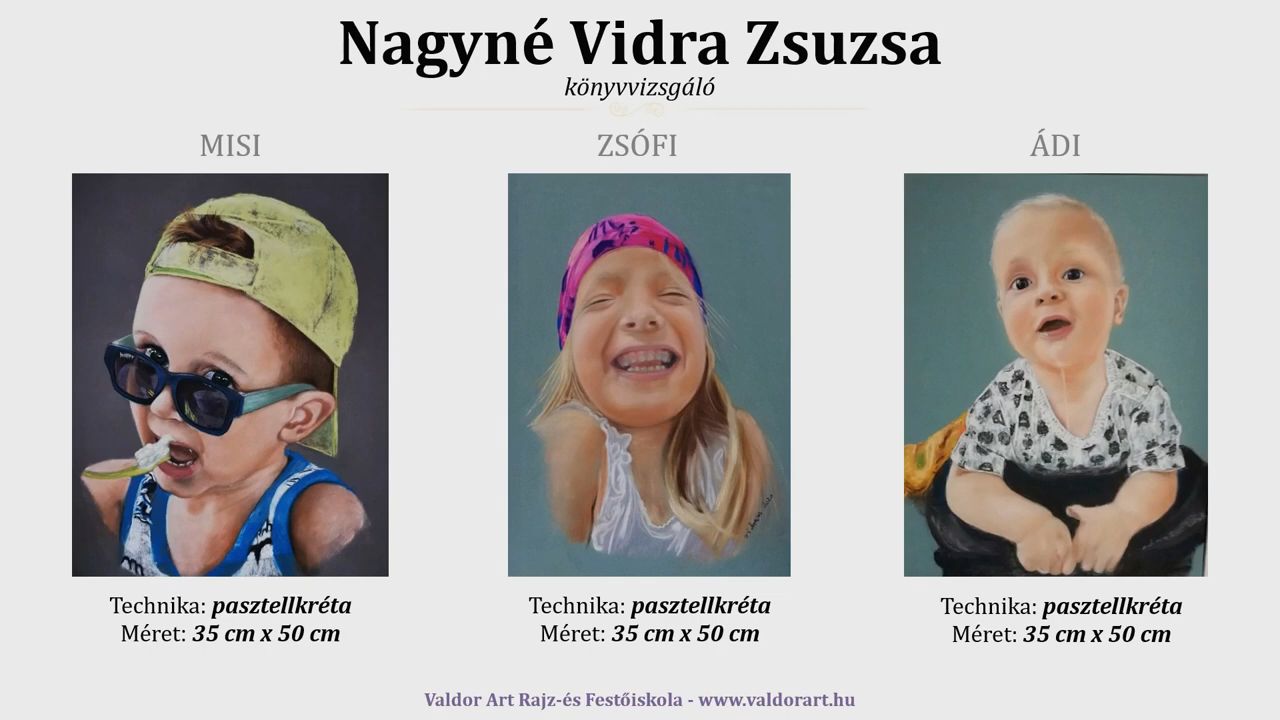 Nagyné Vidra Zsuzsa
könyvvizsgáló
MISI
ZSÓFI
ÁDI
Technika: pasztellkréta
Méret: 35 cm x 50 cm
Technika: pasztellkréta
Méret: 35 cm x 50 cm
Technika: pasztellkréta
Méret: 35 cm x 50 cm
Valdor Art Rajz-és Festőiskola - www.valdorart.hu